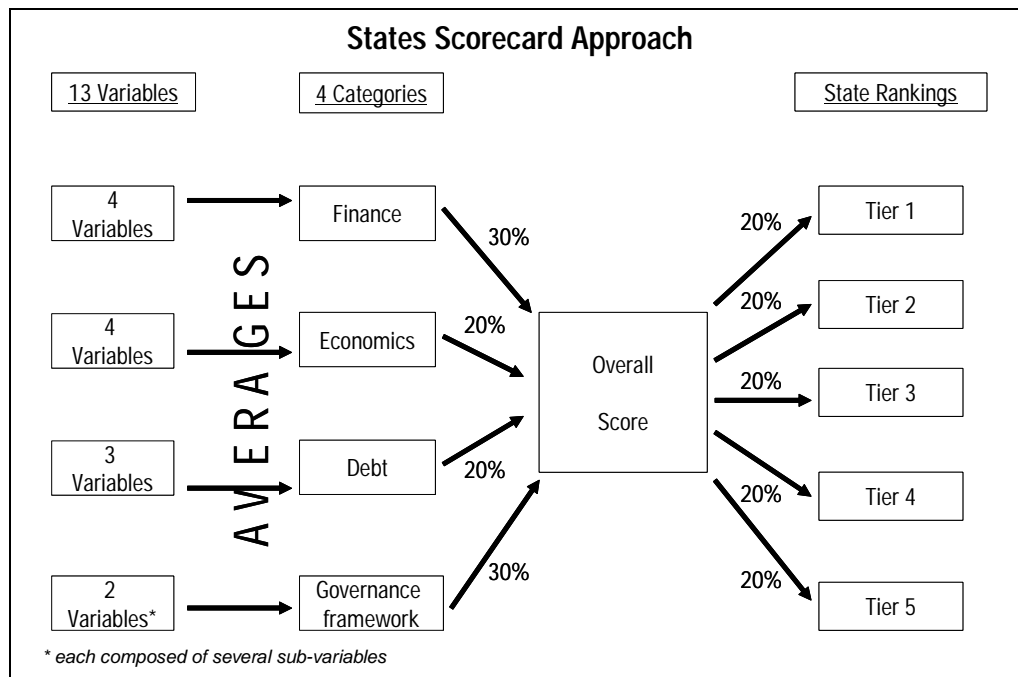 States Scorecard Approach
13 Variables
4 Categories
State Rankings
4
Variables
Finance
30%
20%
Tier 1
4
Variables
Economics
20%
20%
Tier 2
AVERAGES
Overall
Score
20%
Tier 3
3
Variables
Debt
20%
20%
Tier 4
2
Variables*
Governance
framework
30%
20%
Tier 5
* each composed of several sub-variables